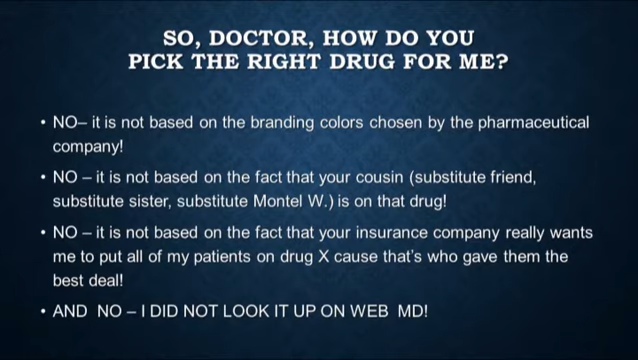 SO, DOCTOR, HOW DO YOU
PICK THE RIGHT DRUG FOR ME?
• NO– it is not based on the branding colors chosen by the pharmaceutical
company!
• NO – it is not based on the fact that your cousin (substitute friend,
substitute sister, substitute Montel W.) is on that drug!
• NO – it is not based on the fact that your insurance company really wants
me to put all of my patients on drug X cause that's who gave them the
best deal!
• AND  NO – I DID NOT LOOK IT UP ON WEB  MD!